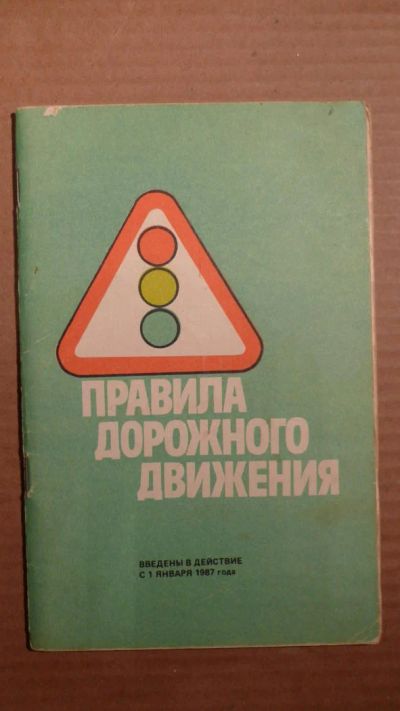 ПРАВИЛА
ДОРОЖНОГО
ДВИЖЕНИЯ
ВВЕДЕНЫ В ДЕЙСТВИЕ
С 1 ЯНВАРЯ 1987 года